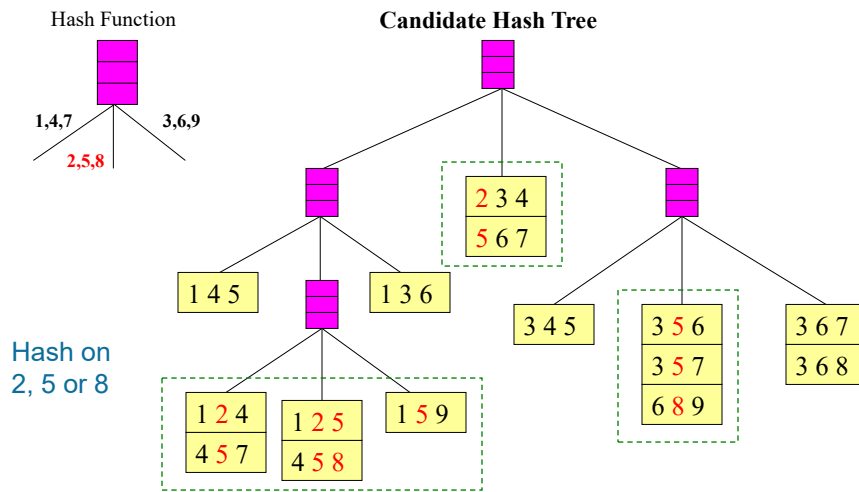 Hash Function
Candidate Hash Tree
1,4,7
3,6,9
2,5,8
2 3 4
5 6 7
1 4 5
1 3 6
3 4 5
3 5 6
3 5 7
6 8 9
3 6 7
3 6 8
Hash on
2, 5 or 8
1 2 4
4 5 7
1 2 5
4 5 8
1 5 9